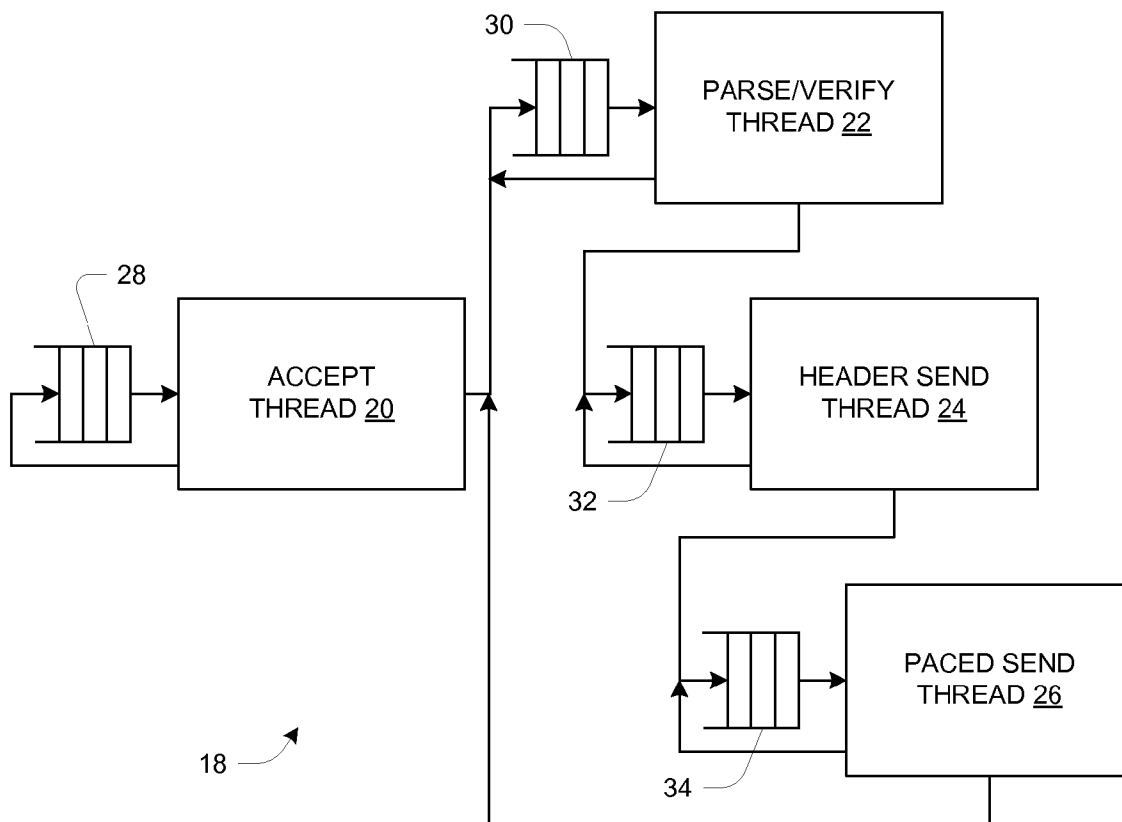 30
PARSE/VERIFY
THREAD 22
28
ACCEPT
THREAD 20
HEADER SEND
THREAD 24
32
PACED SEND
THREAD 26
18
34